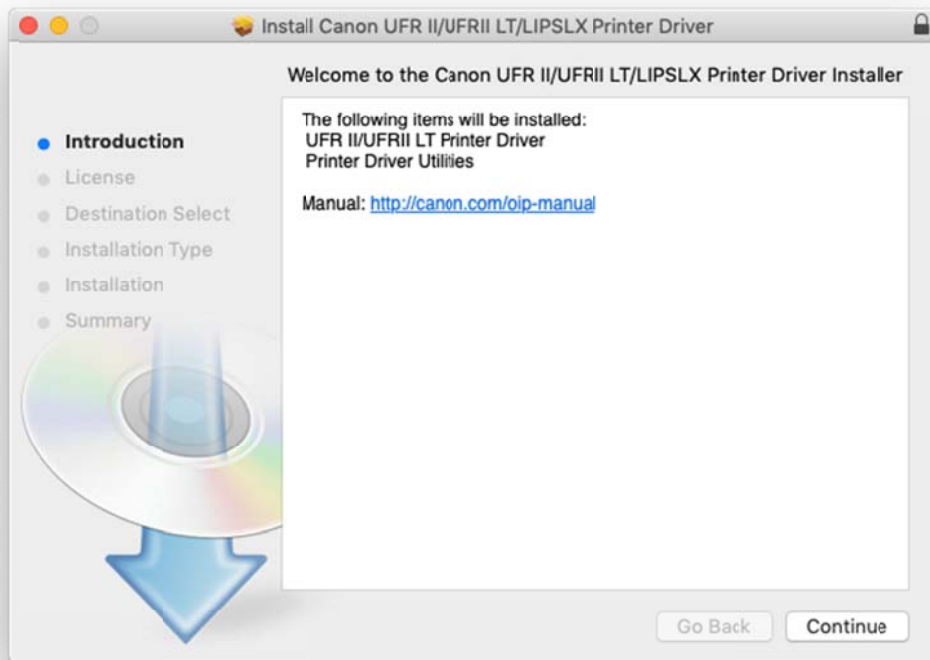 Install Canon UFR II/UFRII LT/LIPSLX Printer Driver
Welcome to the Canon UFR II/UFRII LT/LIPSLX Printer Driver Installer
Introduction
License
Destination Select
Installation Type
Installation
Summary
The following items will be installed:
UFR II/UFRII LT Printer Driver
Printer Driver Utilities
Manual: http://canon.com/oip-manual
Go Back
Continue